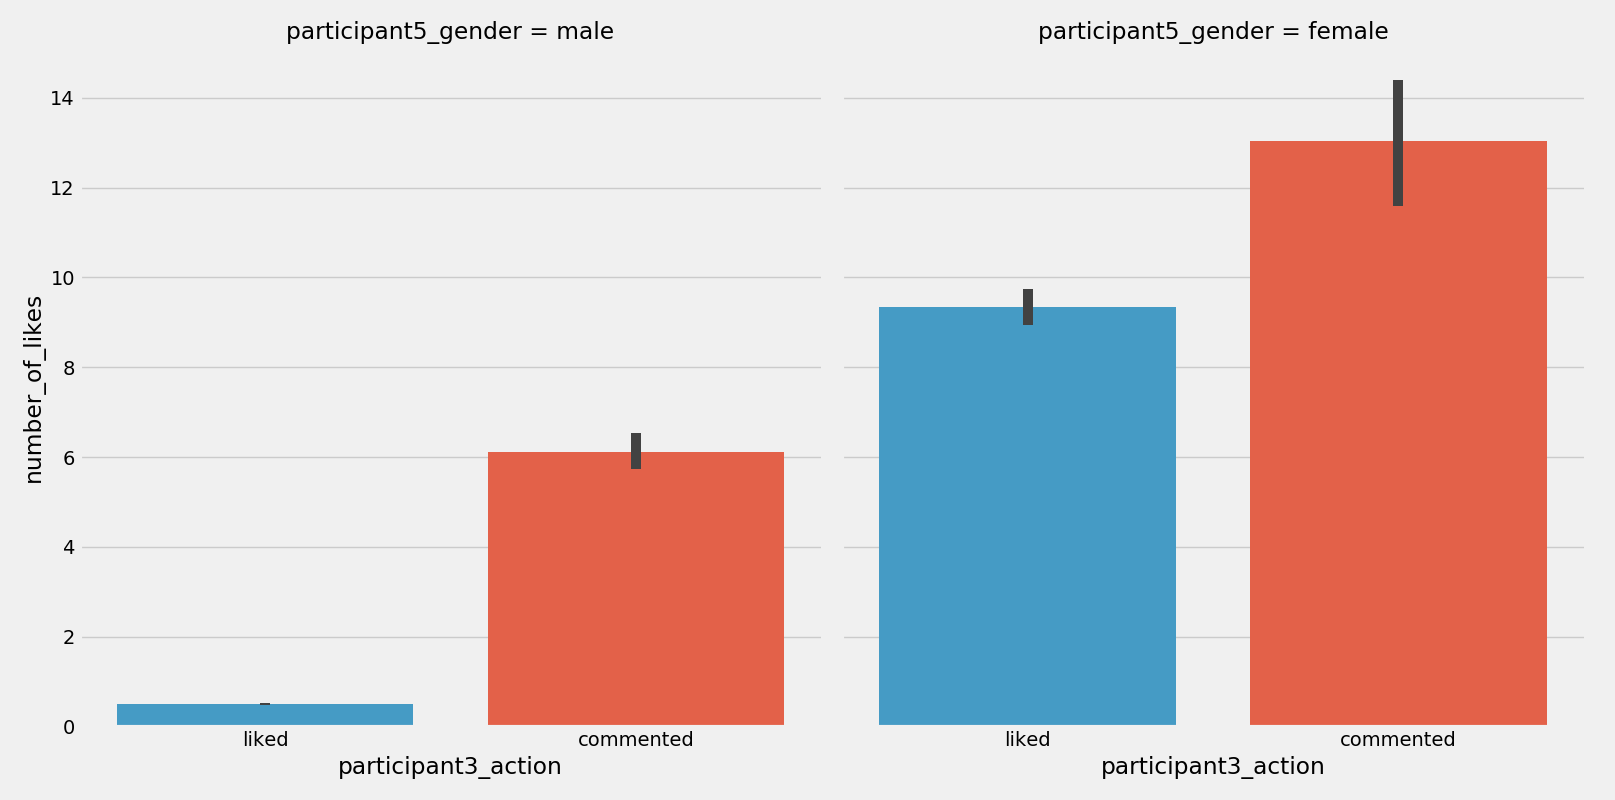 participant5_gender = male
participant5_gender = female
number_of_likes
14
12
10
8
6
4
2
0
liked
commented
liked
commented
participant3_action
participant3_action